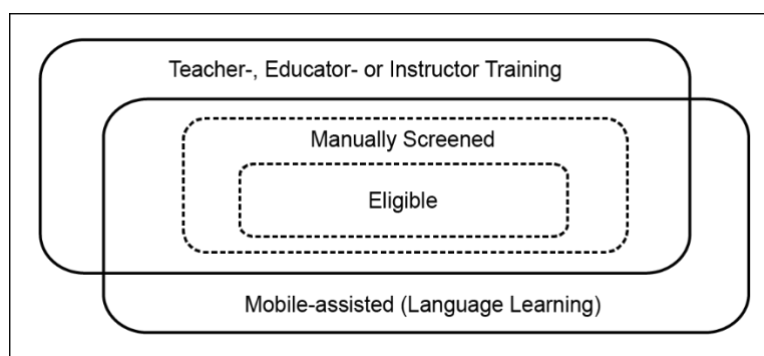 Teacher-, Educator- or Instructor Training
Manually Screened
Eligible
Mobile-assisted (Language Learning)